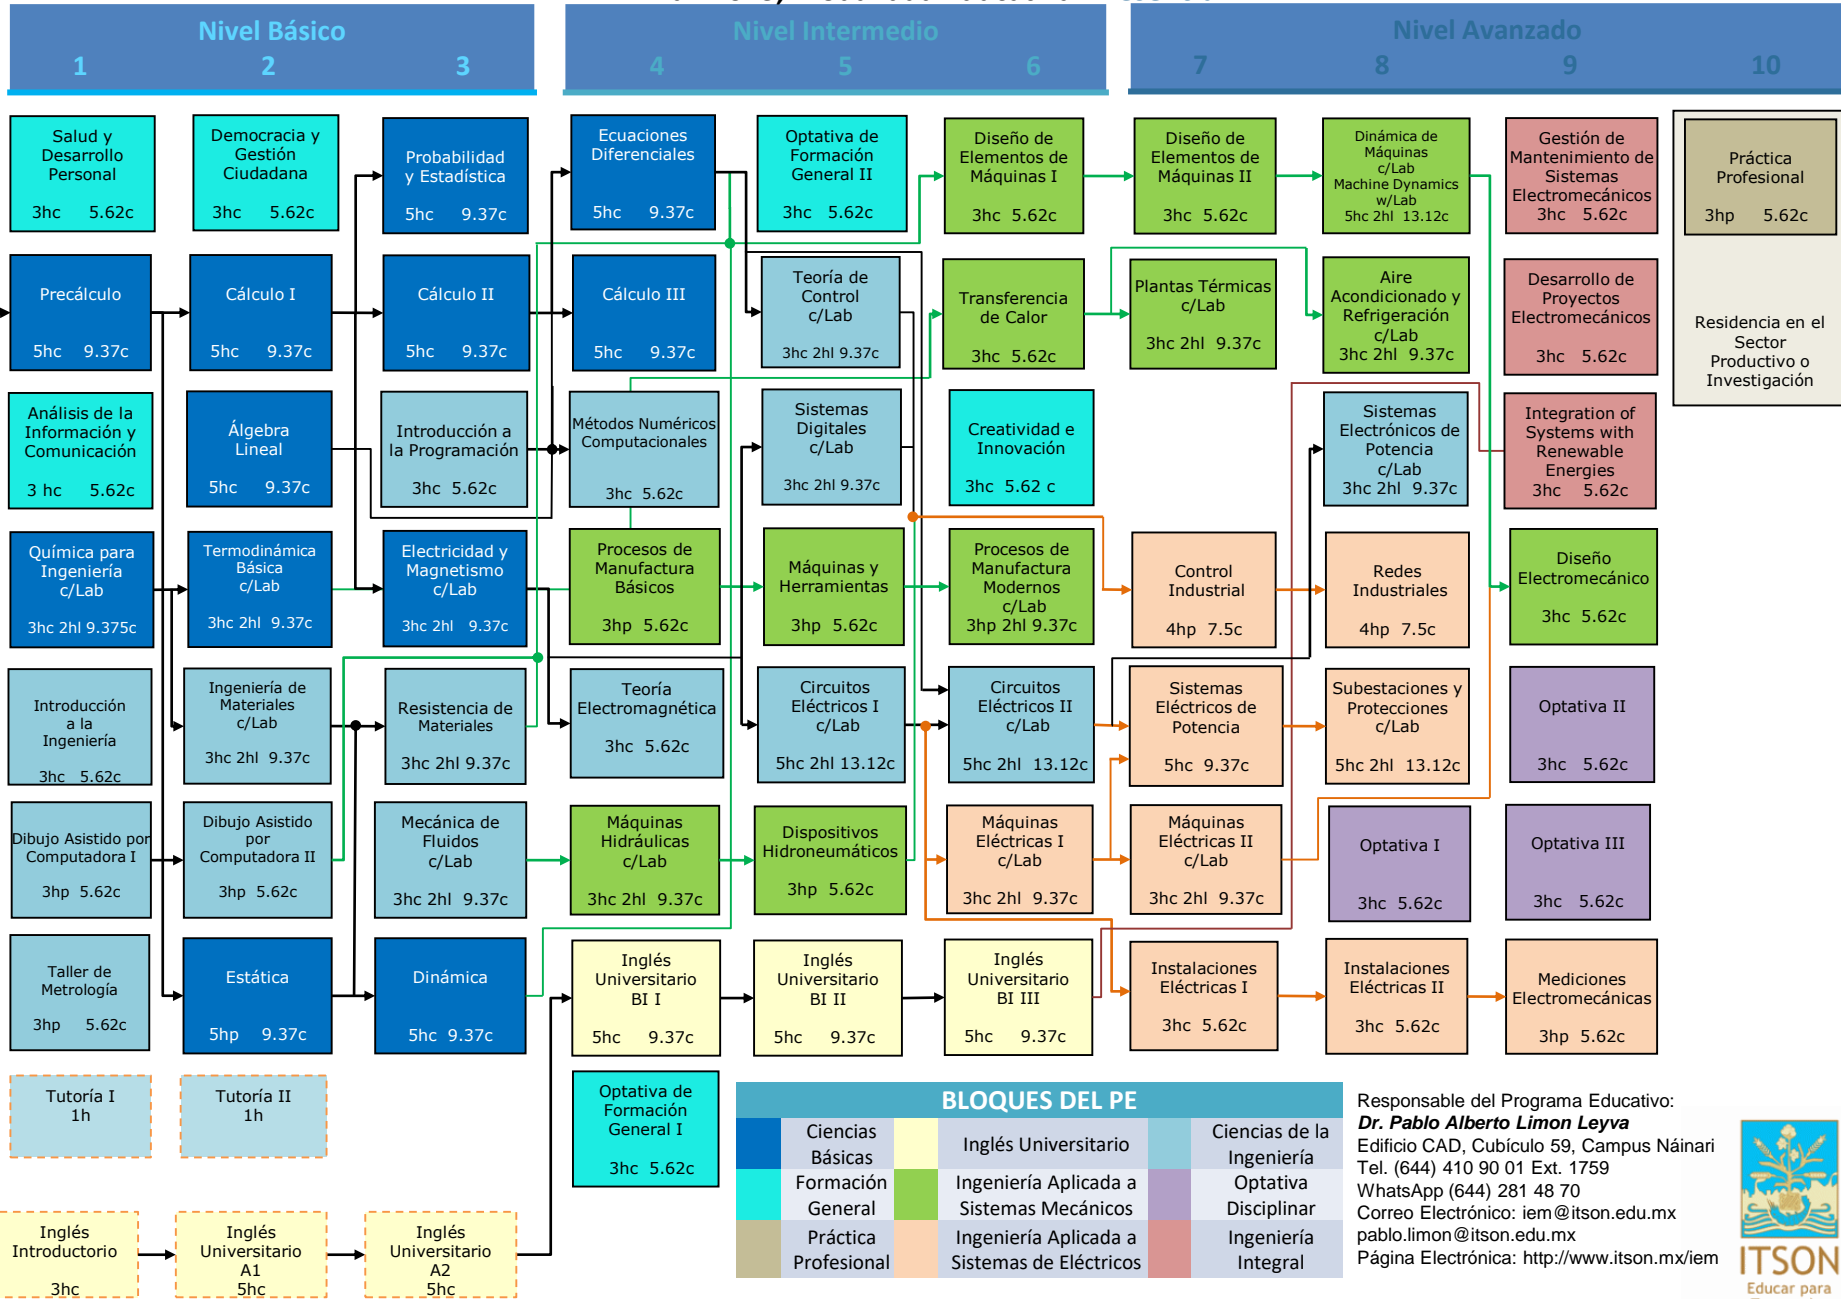 Nivel Básico
1 2 3
Nivel Intermedio
4 5 6
Nivel Avanzado
7 8 9 10
Salud y
Desarrollo
Personal
3hc 5.62c
Democracia y
Gestión
Ciudadana
3hc 5.62c
Probabilidad
y Estadística
5hc 9.37c
Ecuaciones
Diferenciales
5hc 9.37c
Optativa de
Formación
General II
3hc 5.62c
Diseño de
Elementos de
Máquinas I
3hc 5.62c
Diseño de
Elementos de
Máquinas II
3hc 5.62c
Dinámica de
Máquinas
c/Lab
Machine Dynamics
w/Lab
5hc 2hl 13.12c
Gestión de
Mantenimiento de
Sistemas
Electromecánicos
3hc 5.62c
Práctica
Profesional
3hp 5.62c
Residencia en el
Sector
Productivo o
Investigación
Precálculo
5hc 9.37c
Cálculo I
5hc 9.37c
Cálculo II
5hc 9.37c
Cálculo III
5hc 9.37c
Teoría de
Control
c/Lab
3hc 2hl 9.37c
Transferencia
de Calor
3hc 5.62c
Plantas Térmicas
c/Lab
3hc 2hl 9.37c
Aire
Acondicionado y
Refrigeración
c/Lab
3hc 2hl 9.37c
Desarrollo de
Proyectos
Electromecánicos
3hc 5.62c
Análisis de la
Información y
Comunicación
3 hc 5.62c
Álgebra
Lineal
5hc 9.37c
Introducción a
la Programación
3hc 5.62c
Métodos Numéricos
Computacionales
3hc 5.62c
Sistemas
Digitales
c/Lab
3hc 2hl 9.37c
Creatividad e
Innovación
3hc 5.62 c
Sistemas
Electrónicos de
Potencia
c/Lab
3hc 2hl 9.37c
Integration of
Systems with
Renewable
Energies
3hc 5.62c
Química para
Ingeniería
c/Lab
3hc 2hl 9.375c
Termodinámica
Básica
c/Lab
3hc 2hl 9.37c
Electricidad y
Magnetismo
c/Lab
3hc 2hl 9.37c
Procesos de
Manufactura
Básicos
3hp 5.62c
Máquinas y
Herramientas
3hp 5.62c
Procesos de
Manufactura
Modernos
c/Lab
3hp 2hl 9.37c
Control
Industrial
4hp 7.5c
Redes
Industriales
4hp 7.5c
Diseño
Electromecánico
3hc 5.62c
Introducción
a la
Ingeniería
3hc 5.62c
Ingeniería de
Materiales
c/Lab
3hc 2hl 9.37c
Resistencia de
Materiales
3hc 2hl 9.37c
Teoría
Electromagnética
3hc 5.62c
Circuitos
Eléctricos I
c/Lab
5hc 2hl 13.12c
Circuitos
Eléctricos II
c/Lab
5hc 2hl 13.12c
Sistemas
Eléctricos de
Potencia
5hc 9.37c
Subestaciones y
Protecciones
c/Lab
5hc 2hl 13.12c
Optativa II
3hc 5.62c
Dibujo Asistido por
Computadora I
3hp 5.62c
Dibujo Asistido
por
Computadora II
3hp 5.62c
Mecánica de
Fluidos
c/Lab
3hc 2hl 9.37c
Máquinas
Hidráulicas
c/Lab
3hc 2hl 9.37c
Dispositivos
Hidroneumáticos
3hp 5.62c
Máquinas
Eléctricas I
c/Lab
3hc 2hl 9.37c
Máquinas
Eléctricas II
c/Lab
3hc 2hl 9.37c
Optativa I
3hc 5.62c
Optativa III
3hc 5.62c
Taller de
Metrología
3hp 5.62c
Estática
5hp 9.37c
Dinámica
5hc 9.37c
Inglés
Universitario
BI I
5hc 9.37c
Inglés
Universitario
BI II
5hc 9.37c
Inglés
Universitario
BI III
5hc 9.37c
Instalaciones
Eléctricas I
3hc 5.62c
Instalaciones
Eléctricas II
3hc 5.62c
Mediciones
Electromecánicas
3hp 5.62c
Tutoría I
1h
Tutoría II
1h
Optativa de
Formación
General I
3hc 5.62c
Inglés
Introductorio
3hc
Inglés
Universitario
A1
5hc
Inglés
Universitario
A2
5hc
BLOQUES DEL PE
Ciencias
Básicas
Inglés Universitario
Ciencias de la
Ingeniería
Formación
General
Ingeniería Aplicada a
Sistemas Mecánicos
Optativa
Disciplinar
Práctica
Profesional
Ingeniería Aplicada a
Sistemas de Eléctricos
Ingeniería
Integral
Responsable del Programa Educativo:
Dr. Pablo Alberto Limon Leyva
Edificio CAD, Cubículo 59, Campus Náinari
Tel. (644) 410 90 01 Ext. 1759
WhatsApp (644) 281 48 70
Correo Electrónico: iem@itson.edu.mx
pablo.limon@itson.edu.mx
Página Electrónica: http://www.itson.mx/iem
ITSON
Educar para